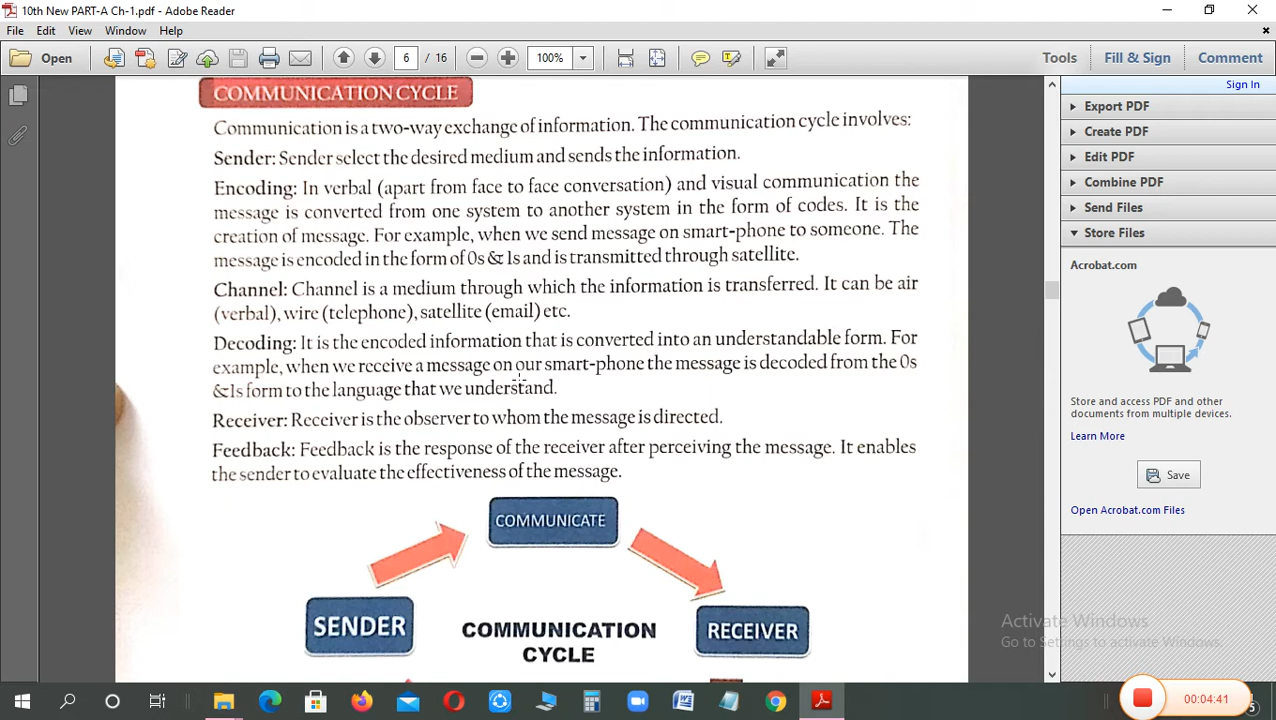 10th New PART-A Ch-1.pdf - Adobe Reader
File Edit View Window Help
Open 6 / 16 100% Tools Fill & Sign Comment
Sign In
COMMUNICATION CYCLE
Communication is a two-way exchange of information. The communication cycle involves:
Sender: Sender select the desired medium and sends the information.
Encoding: In verbal (apart from face to face conversation) and visual communication the
message is converted from one system to another system in the form of codes. It is the
creation of message. For example, when we send message on smart-phone to someone. The
message is encoded in the form of 0s & 1s and is transmitted through satellite.
Channel: Channel is a medium through which the information is transferred. It can be air
(verbal), wire (telephone), satellite (email) etc.
Decoding: It is the encoded information that is converted into an understandable form. For
example, when we receive a message on our smart-phone the message is decoded from the 0s
&1s form to the language that we understand.
Receiver: Receiver is the observer to whom the message is directed.
Feedback: Feedback is the response of the receiver after perceiving the message. It enables
the sender to evaluate the effectiveness of the message.
COMMUNICATE
SENDER
COMMUNICATION
CYCLE
RECEIVER
Export PDF
Create PDF
Edit PDF
Combine PDF
Send Files
Store Files
Acrobat.com
Store and access PDF and other
documents from multiple devices.
Learn More
Save
Open Acrobat.com Files
Activate Windows
Go to Settings to activate Windows.
00:04:41
5